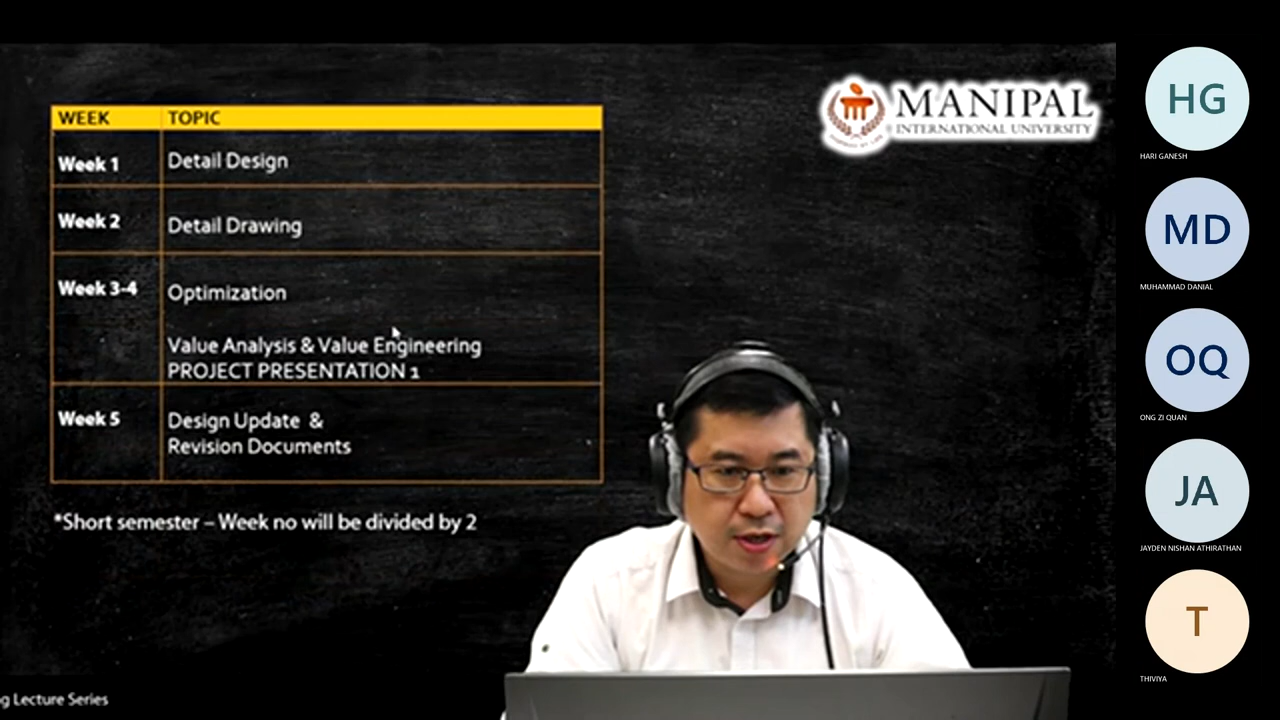 WEEK TOPIC
Week 1 Detail Design
Week 2 Detail Drawing
Week 3-4 Optimization
Value Analysis & Value Engineering
PROJECT PRESENTATION 1
Week 5 Design Update &
Revision Documents
*Short semester – Week no will be divided by 2
Lecture Series
MANIPAL
INTERNATIONAL UNIVERSITY
HG
HARI GANESH
MD
MUHAMMAD DANIAL
OQ
ONG ZI QUAN
JA
JAYDEN NISHAN ATHIRATHAN
T
THIVIYA